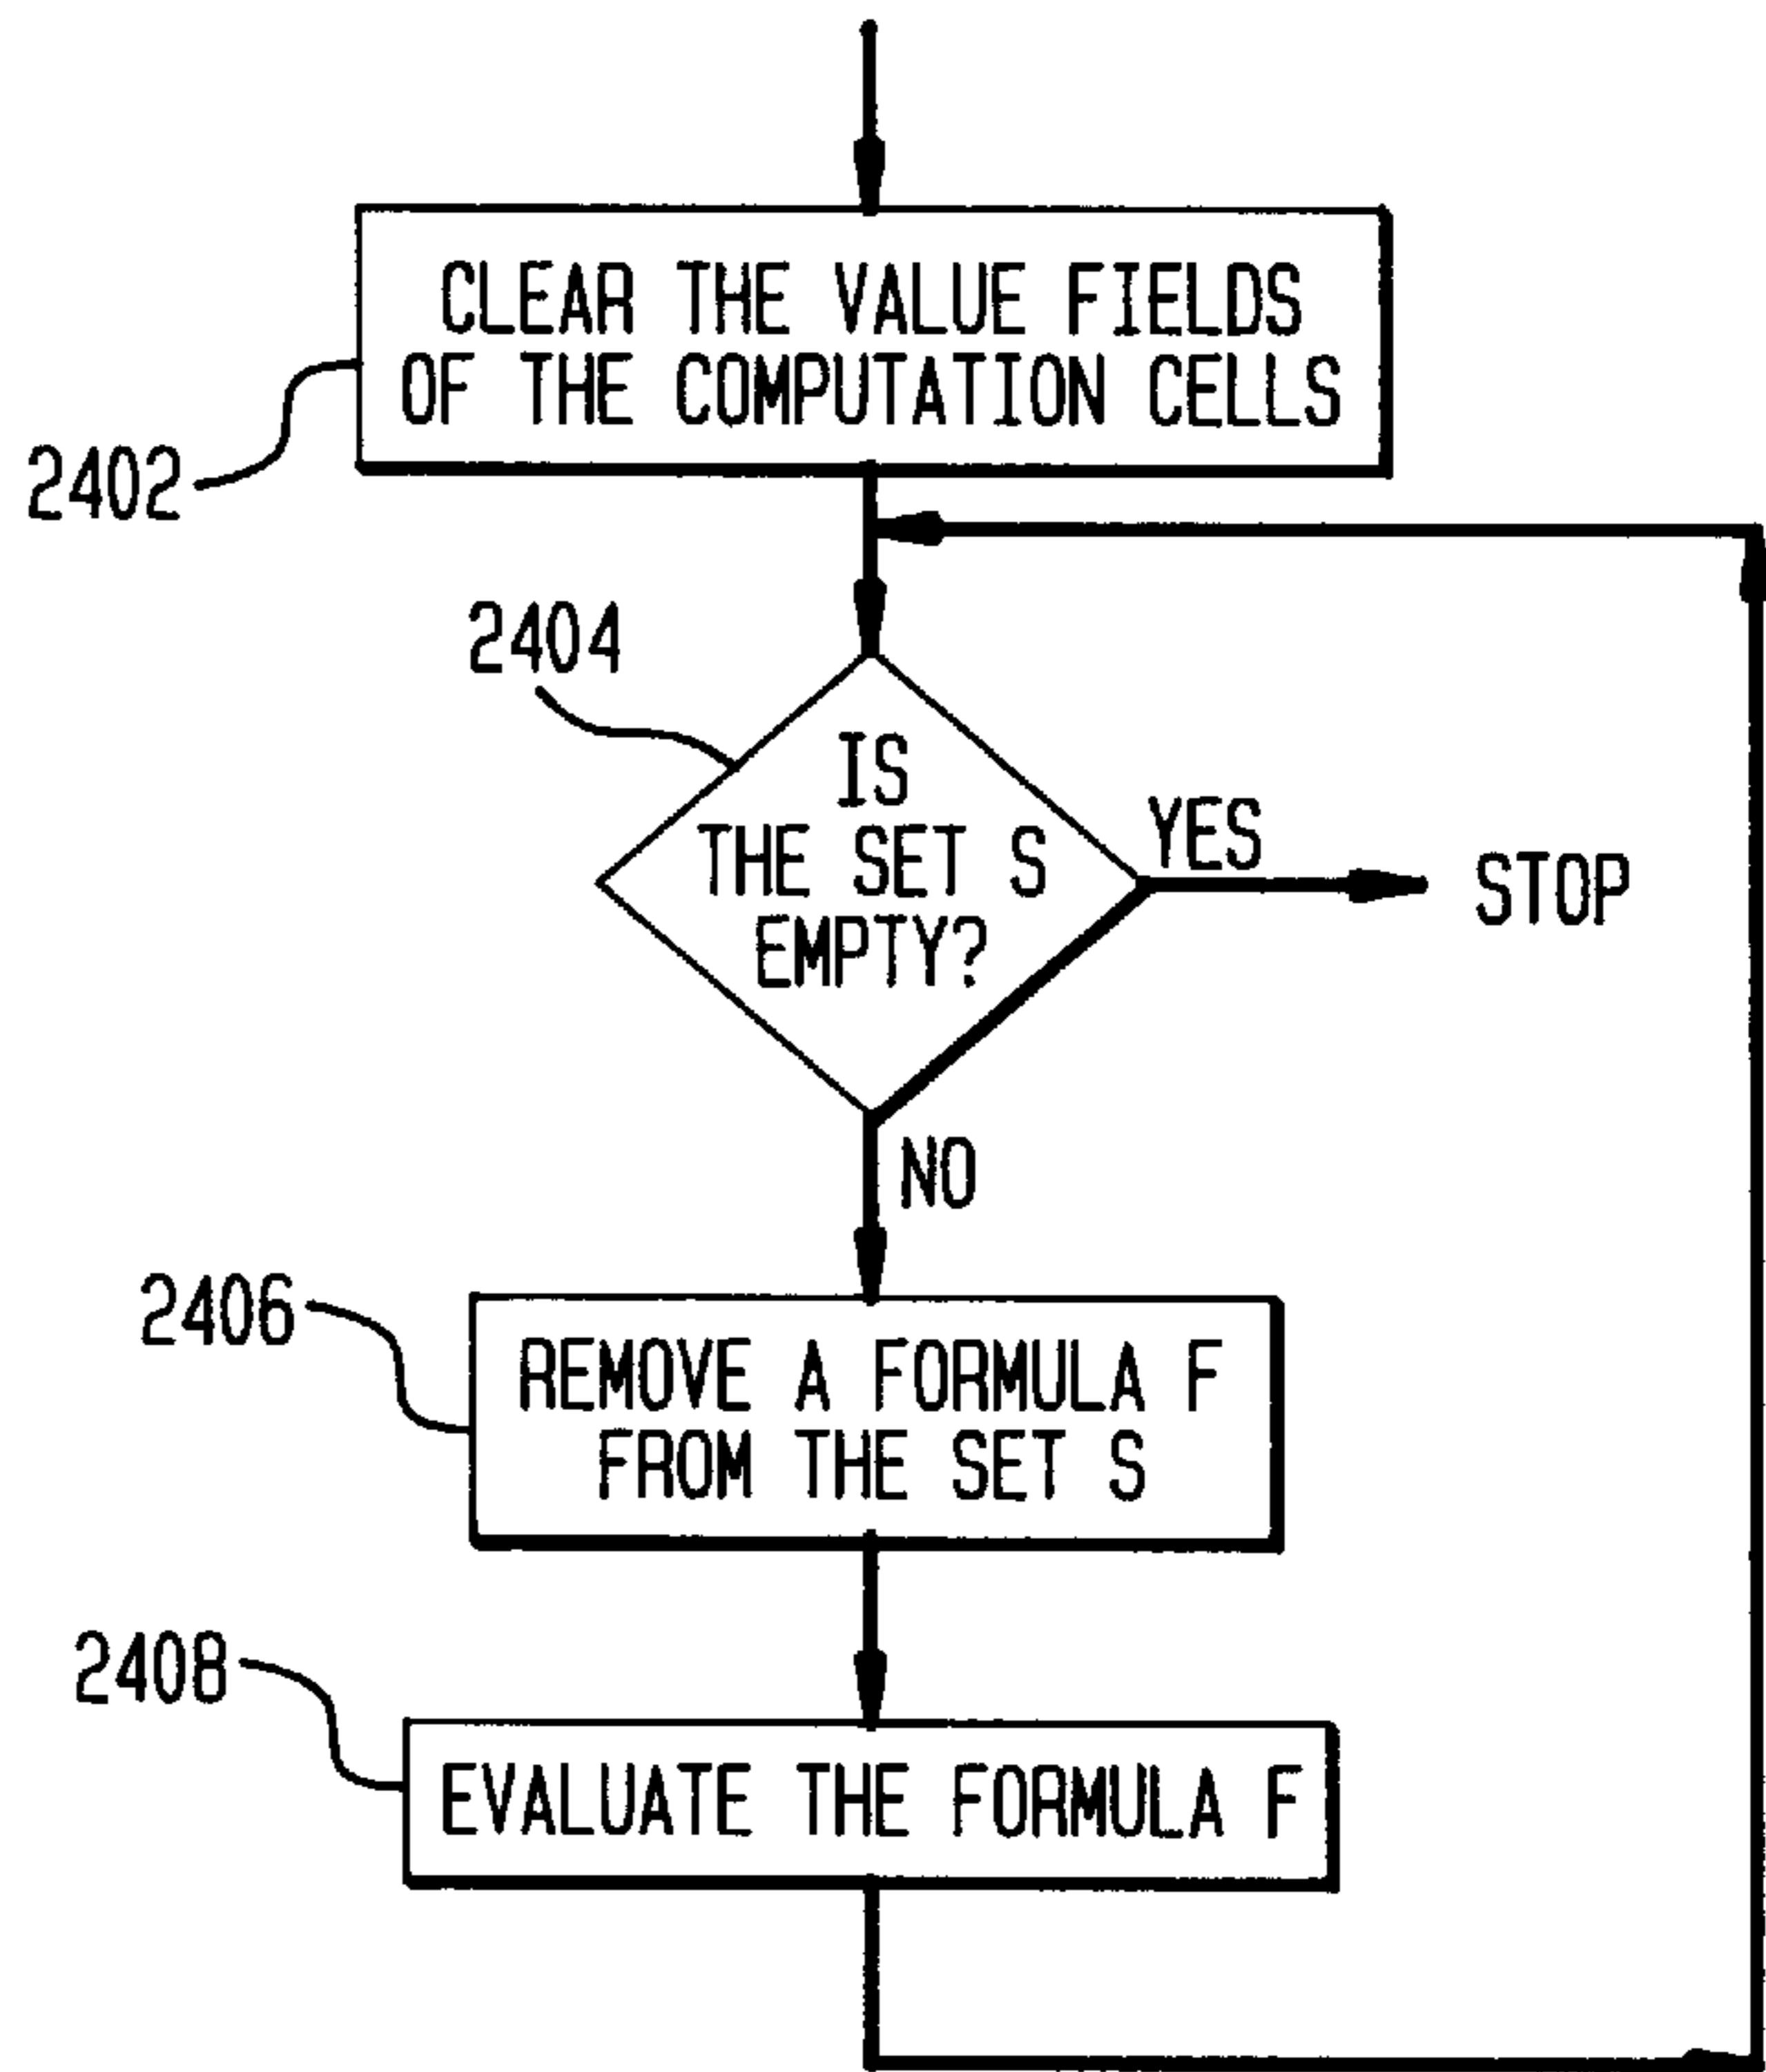 CLEAR THE VALUE FIELDS
OF THE COMPUTATION CELLS
2402
2404
IS
THE SET S
EMPTY?
YES
STOP
NO
2406
REMOVE A FORMULA F
FROM THE SET S
2408
EVALUATE THE FORMULA F